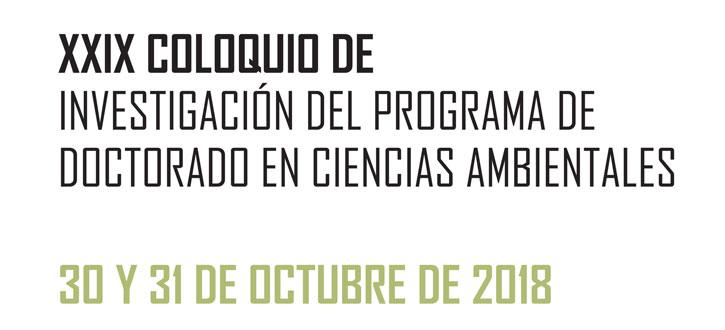 XXIX COLOQUIO DE
INVESTIGACIÓN DEL PROGRAMA DE
DOCTORADO EN CIENCIAS AMBIENTALES
30 Y 31 DE OCTUBRE DE 2018